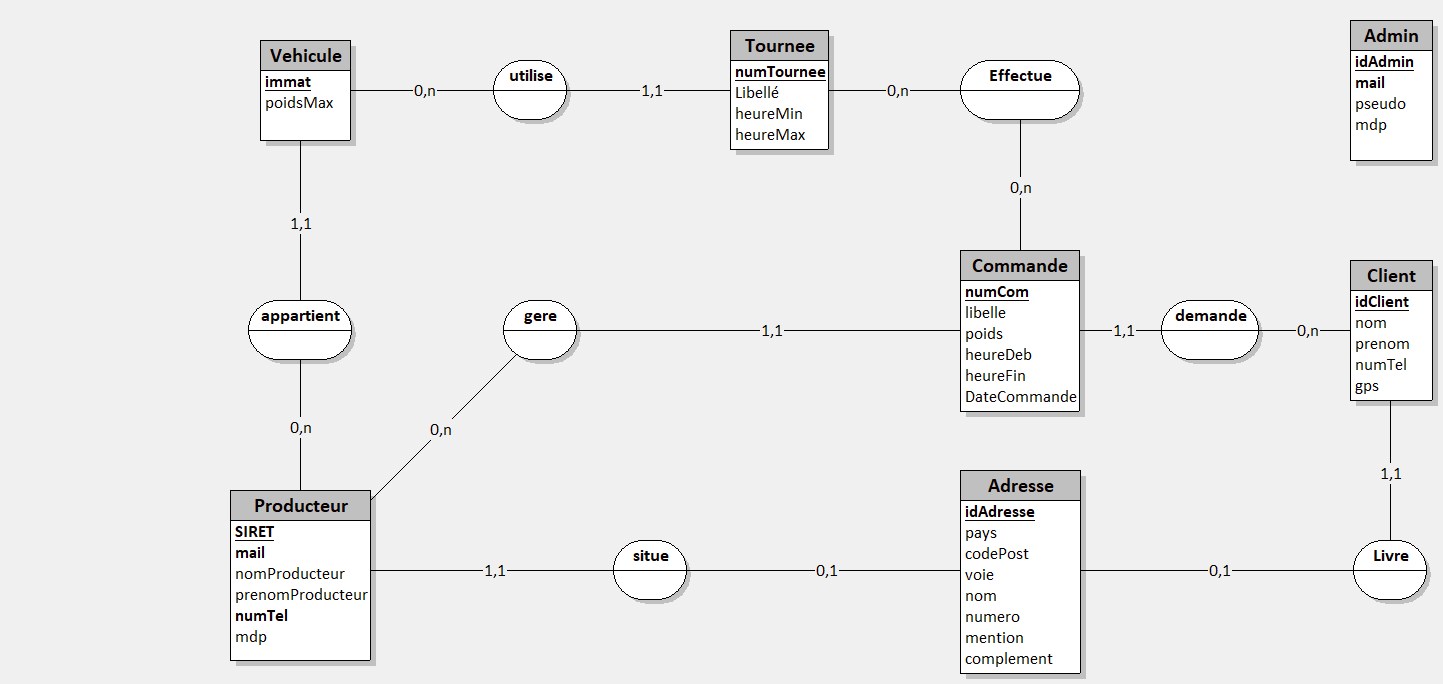 Vehicule
immat
poidsMax
0,n
utilise
1,1
Tournee
numTournee
Libellé
heureMin
heureMax
0,n
Effectue
Admin
idAdmin
mail
pseudo
mdp
1,1
0,n
appartient
gere
1,1
Commande
numCom
libelle
poids
heureDeb
heureFin
DateCommande
1,1
demande
0,n
Client
idClient
nom
prenom
numTel
gps
0,n
0,n
1,1
Producteur
SIRET
mail
nomProducteur
prenomProducteur
numTel
mdp
1,1
situe
0,1
Adresse
idAdresse
pays
codePost
voie
nom
numero
mention
complement
0,1
Livre